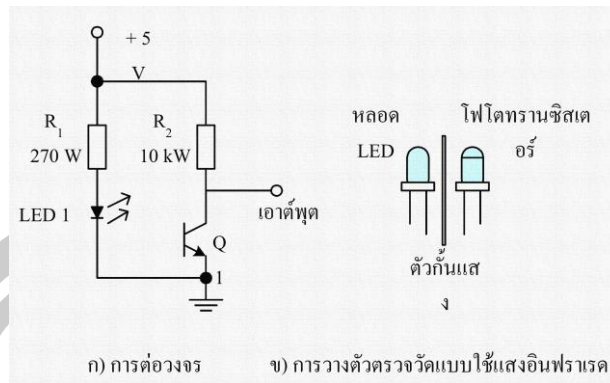 + 5
V
R1
270 W
R2
10 kW
LED 1
เอาต์พุต
Q
1
หลอด
LED
โฟโตทรานซิสเต
อร์
ตัวกั้นแส
ง
ก) การต่อวงจร
ข) การวางตัวตรวจวัดแบบใช้แสงอินฟราเรด